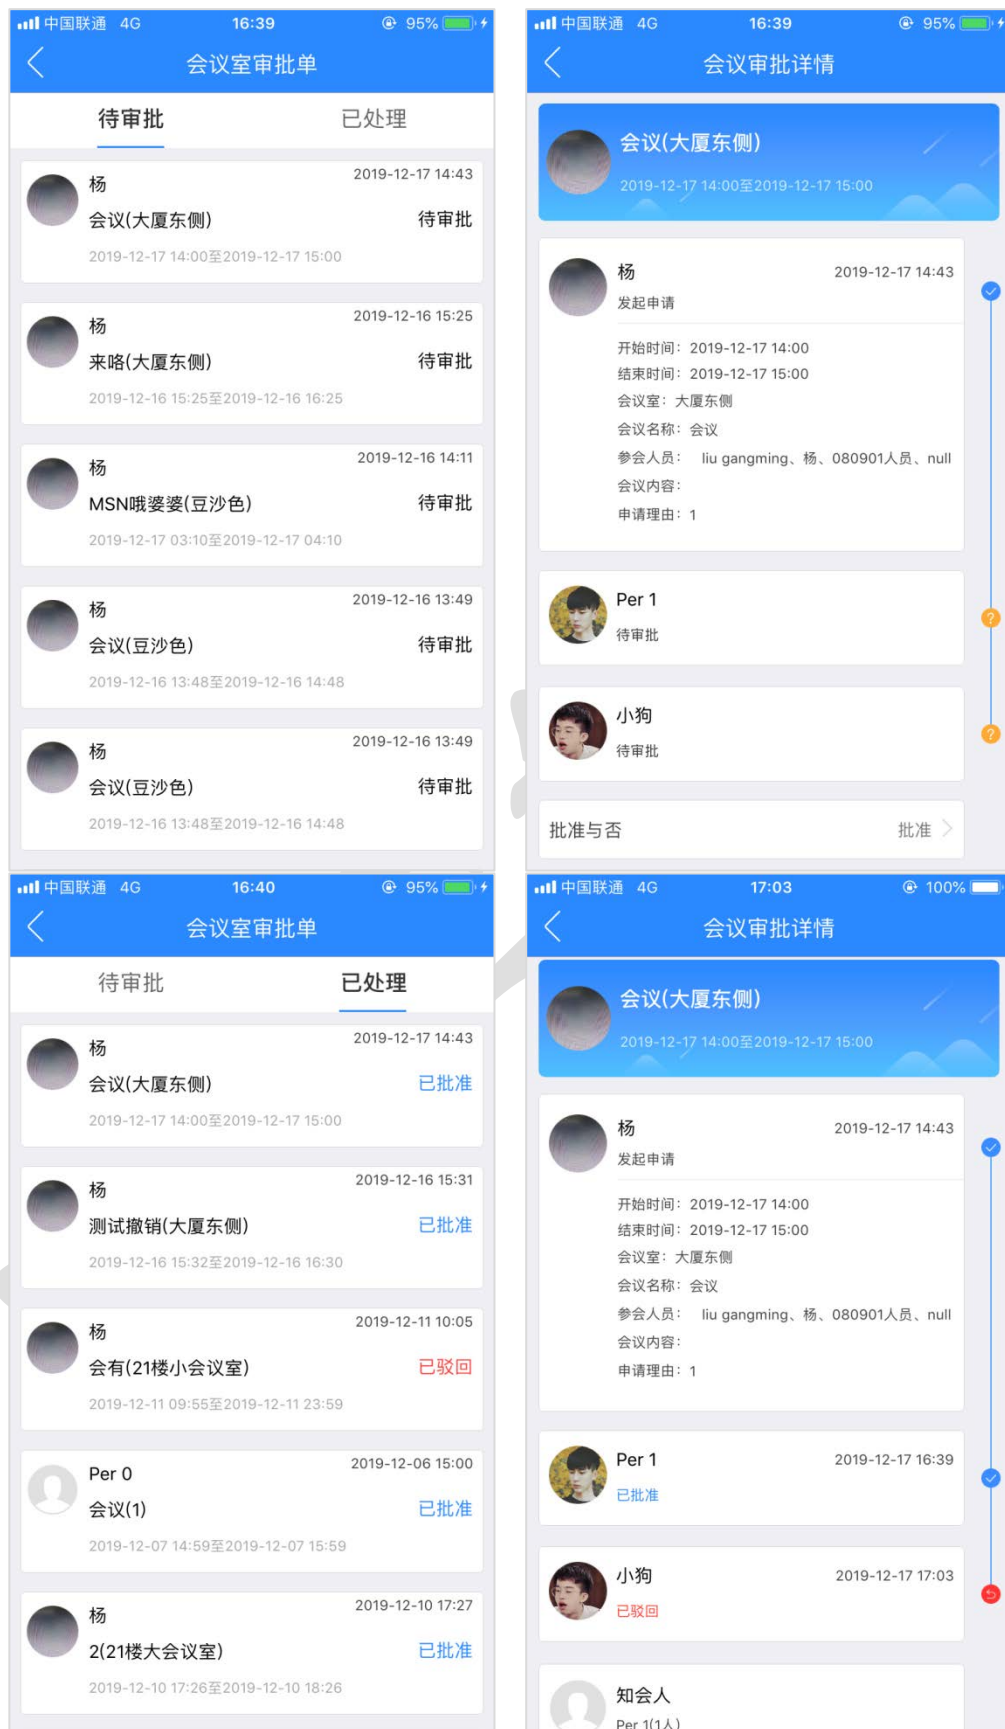 中国联通 4G 16:39 95%
会议室审批单
待审批 已处理
杨 2019-12-17 14:43
会议(大厦东侧) 待审批
2019-12-17 14:00至2019-12-17 15:00
杨 2019-12-16 15:25
来咯(大厦东侧) 待审批
2019-12-16 15:25至2019-12-16 16:25
杨 2019-12-16 14:11
MSN哦婆婆(豆沙色) 待审批
2019-12-17 03:10至2019-12-17 04:10
杨 2019-12-16 13:49
会议(豆沙色) 待审批
2019-12-16 13:48至2019-12-16 14:48
杨 2019-12-16 13:49
会议(豆沙色) 待审批
2019-12-16 13:48至2019-12-16 14:48
中国联通 4G 16:39 95%
会议审批详情
会议(大厦东侧)
2019-12-17 14:00至2019-12-17 15:00
杨 2019-12-17 14:43
发起申请
开始时间：2019-12-17 14:00
结束时间：2019-12-17 15:00
会议室：大厦东侧
会议名称：会议
参会人员： liu gangming、杨、080901人员、null
会议内容：
申请理由：1
Per 1
待审批
小狗
待审批
批准与否 批准
中国联通 4G 16:40 95%
会议室审批单
待审批 已处理
杨 2019-12-17 14:43
会议(大厦东侧) 已批准
2019-12-17 14:00至2019-12-17 15:00
杨 2019-12-16 15:31
测试撤销(大厦东侧) 已批准
2019-12-16 15:32至2019-12-16 16:30
杨 2019-12-11 10:05
会有(21楼小会议室) 已驳回
2019-12-11 09:55至2019-12-11 23:59
Per 0 2019-12-06 15:00
会议(1) 已批准
2019-12-07 14:59至2019-12-07 15:59
杨 2019-12-10 17:27
2(21楼大会议室) 已批准
2019-12-10 17:26至2019-12-10 18:26
中国联通 4G 17:03 100%
会议审批详情
会议(大厦东侧)
2019-12-17 14:00至2019-12-17 15:00
杨 2019-12-17 14:43
发起申请
开始时间：2019-12-17 14:00
结束时间：2019-12-17 15:00
会议室：大厦东侧
会议名称：会议
参会人员： liu gangming、杨、080901人员、null
会议内容：
申请理由：1
Per 1 2019-12-17 16:39
已批准
小狗 2019-12-17 17:03
已驳回
知会人
Per 1(1人)